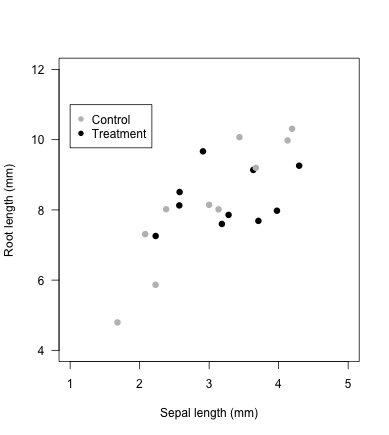 12
10
8
6
4
Root length (mm)
Control
Treatment
1 2 3 4 5
Sepal length (mm)